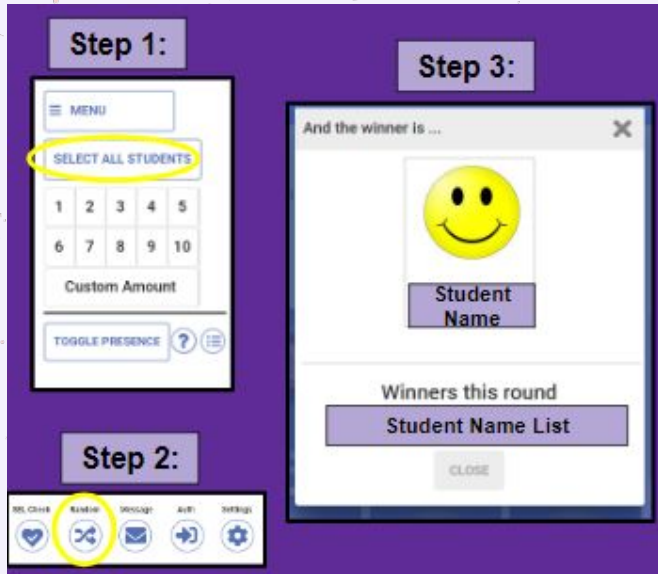 Step 1:
☰ MENU
SELECT ALL STUDENTS
1 2 3 4 5
6 7 8 9 10
Custom Amount
TOGGLE PRESENCE ?
Step 2:
SEL Check Random Message Auth Settings
Step 3:
And the winner is ... ×
Student
Name
Winners this round
Student Name List
CLOSE